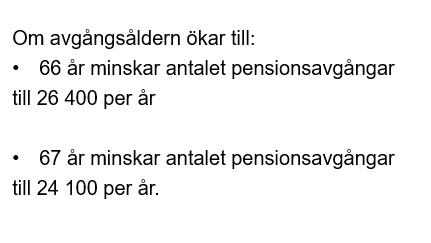 Om avgångsåldern ökar till:
• 66 år minskar antalet pensionsavgångar
till 26 400 per år
• 67 år minskar antalet pensionsavgångar
till 24 100 per år.